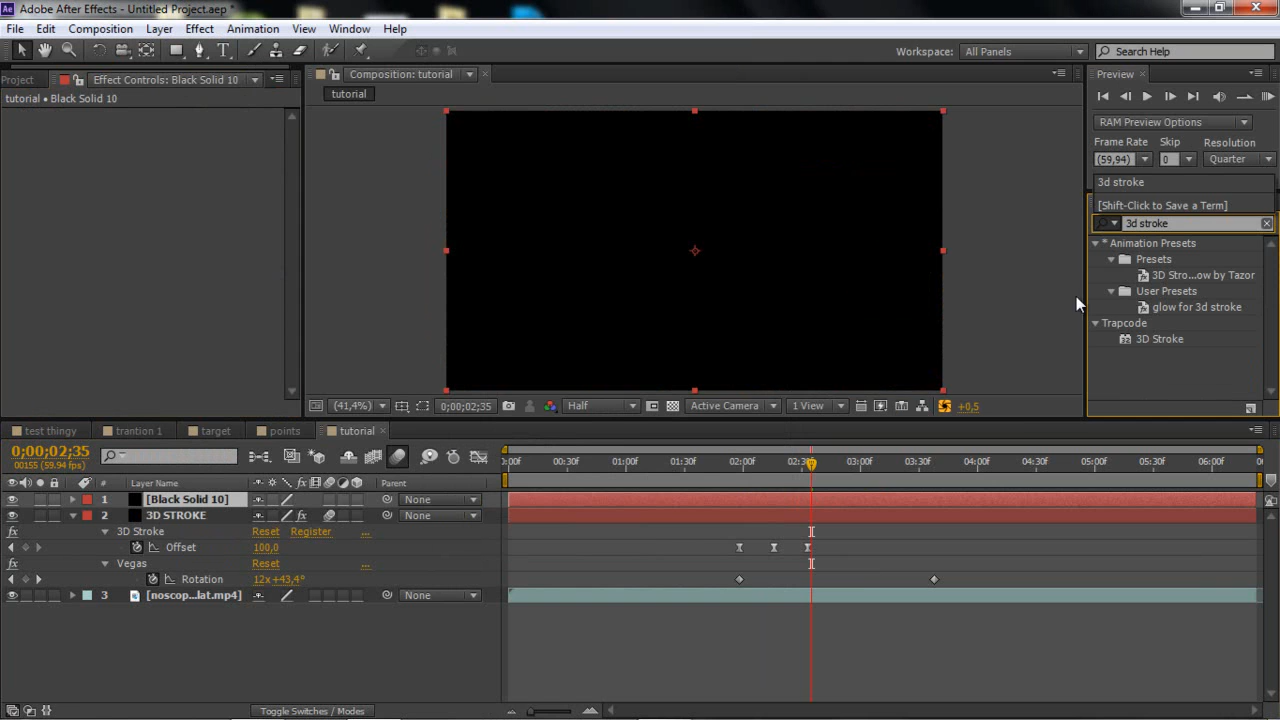 Adobe After Effects - Untitled Project.aep *
File Edit Composition Layer Effect Animation View Window Help
Workspace: All Panels Search Help
Project Effect Controls: Black Solid 10
Composition: tutorial
Preview
tutorial • Black Solid 10
tutorial
RAM Preview Options
Frame Rate Skip Resolution
(59,94) 0 Quarter
3d stroke
[Shift-Click to Save a Term]
3d stroke
* Animation Presets
Presets
3D Stro...ow by Tazor
User Presets
glow for 3d stroke
Trapcode
3D Stroke
(41,4%) 0;00;02;35 Half Active Camera 1 View +0,5
test thingy trantion 1 target points tutorial
0;00;02;35
00155 (59.94 fps)
:00f 00:30f 01:00f 01:30f 02:00f 02:30f 03:00f 03:30f 04:00f 04:30f 05:00f 05:30f 06:00f
# Layer Name Parent
1 [Black Solid 10] None
2 3D STROKE fx None
fx 3D Stroke Reset Register ...
Offset 100,0
fx Vegas Reset ...
Rotation 12x+43,4°
3 [noscop...lat.mp4] None
Toggle Switches / Modes